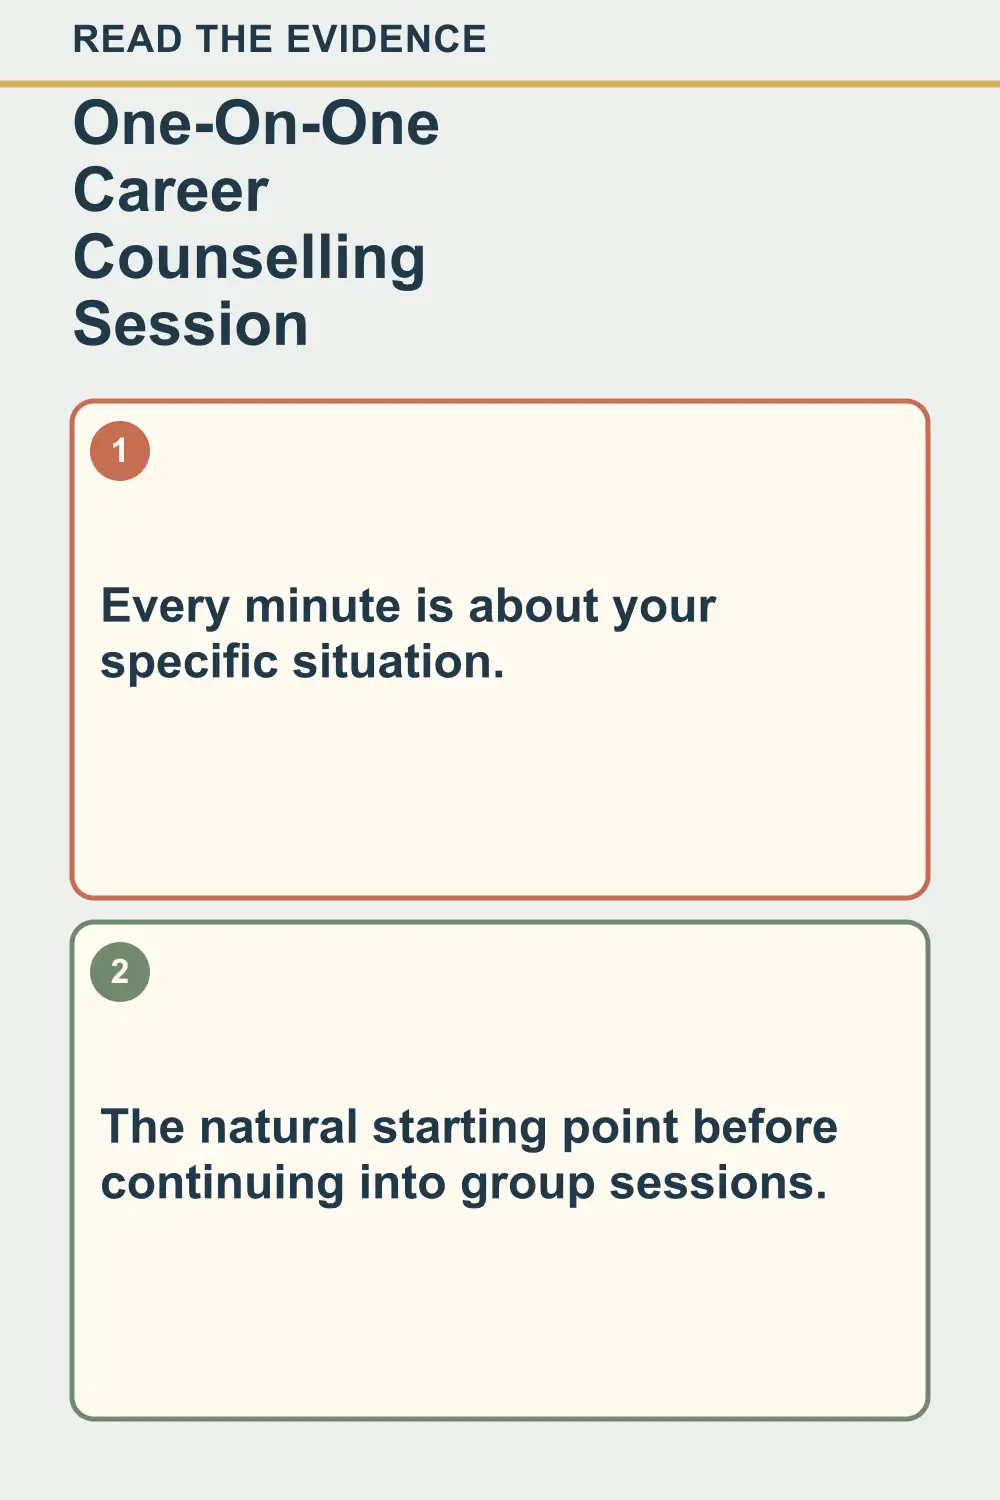 READ THE EVIDENCE
One-On-One
Career
Counselling
Session
1
Every minute is about your
specific situation.
2
The natural starting point before
continuing into group sessions.